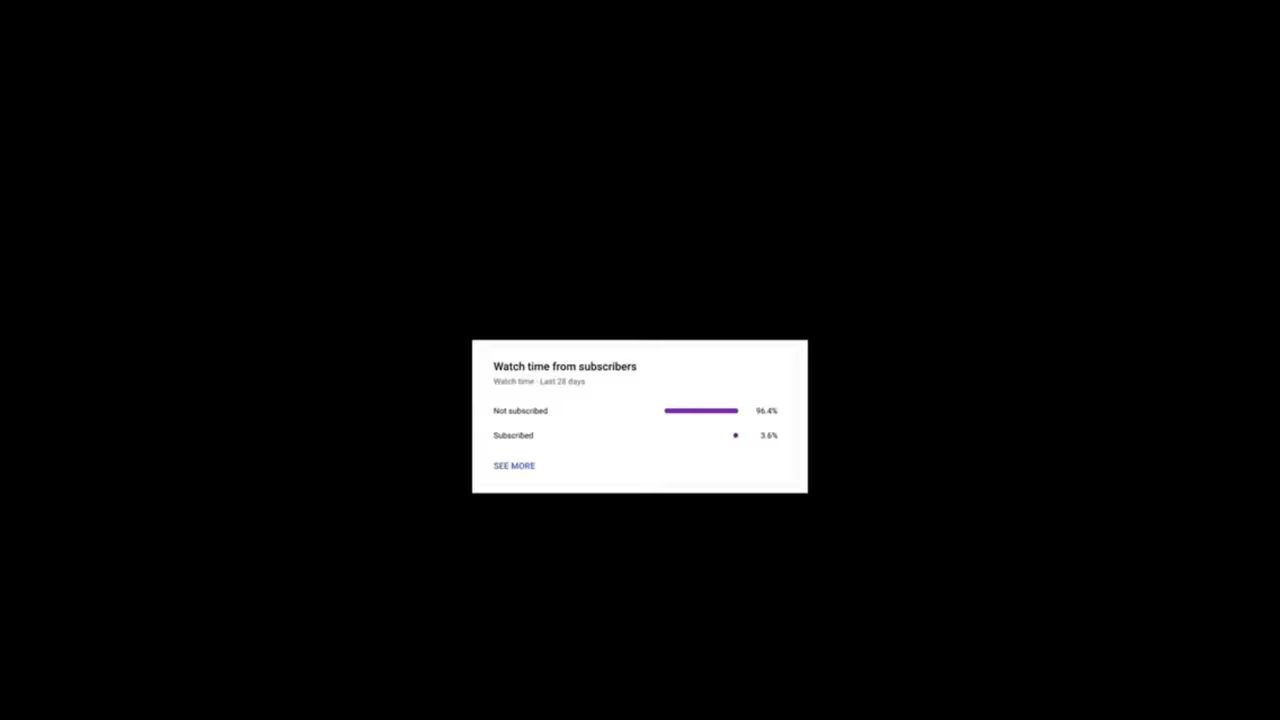 Watch time from subscribers
Watch time · Last 28 days
Not subscribed 96.4%
Subscribed 3.6%
SEE MORE